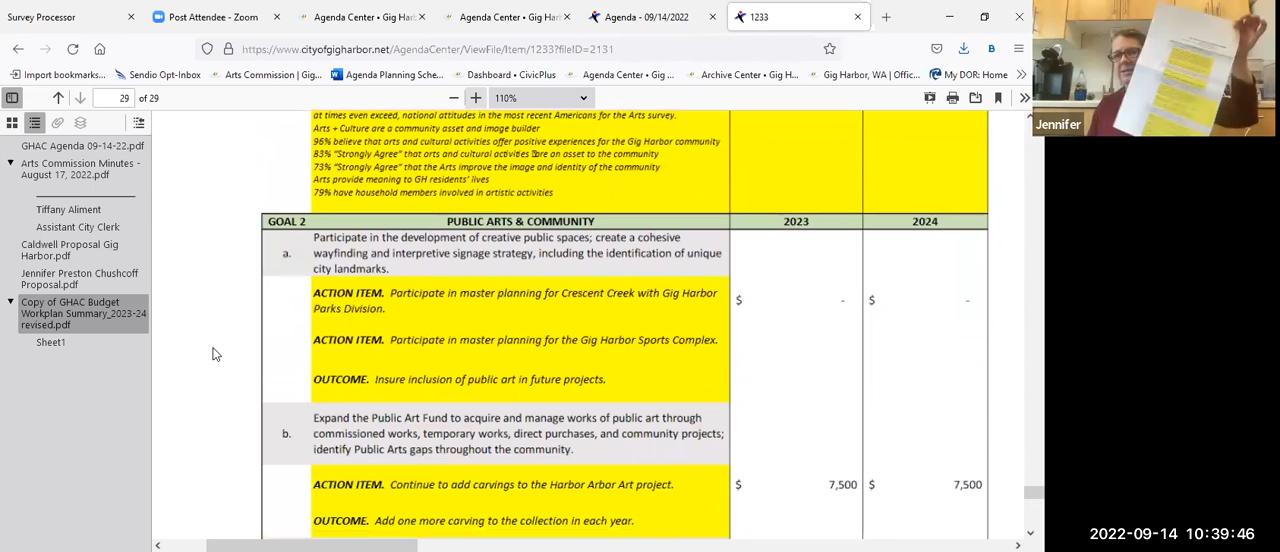 Survey Processor
Post Attendee - Zoom
Agenda Center • Gig Har
Agenda Center • Gig Har
Agenda - 09/14/2022
1233
https://www.cityofgigharbor.net/AgendaCenter/ViewFile/Item/1233?fileID=2131
Import bookmarks...
Sendio Opt-Inbox
Arts Commission | Gig...
Agenda Planning Sche...
Dashboard • CivicPlus
Agenda Center • Gig ...
Archive Center • Gig H...
Gig Harbor, WA | Offic...
My DOR: Home
29 of 29
110%
GHAC Agenda 09-14-22.pdf
Arts Commission Minutes -
August 17, 2022.pdf
Tiffany Aliment
Assistant City Clerk
Caldwell Proposal Gig
Harbor.pdf
Jennifer Preston Chushcoff
Proposal.pdf
Copy of GHAC Budget
Workplan Summary_2023-24
revised.pdf
Sheet1
at times even exceed, national attitudes in the most recent Americans for the Arts survey.
Arts + Culture are a community asset and image builder
96% believe that arts and cultural activities offer positive experiences for the Gig Harbor community
83% "Strongly Agree" that arts and cultural activities are an asset to the community
73% "Strongly Agree" that the Arts improve the image and identity of the community
Arts provide meaning to GH residents' lives
79% have household members involved in artistic activities
GOAL 2 PUBLIC ARTS & COMMUNITY 2023 2024
Participate in the development of creative public spaces; create a cohesive
a. wayfinding and interpretive signage strategy, including the identification of unique
city landmarks.
ACTION ITEM. Participate in master planning for Crescent Creek with Gig Harbor
Parks Division.
$ - $ -
ACTION ITEM. Participate in master planning for the Gig Harbor Sports Complex.
OUTCOME. Insure inclusion of public art in future projects.
Expand the Public Art Fund to acquire and manage works of public art through
b. commissioned works, temporary works, direct purchases, and community projects;
identify Public Arts gaps throughout the community.
ACTION ITEM. Continue to add carvings to the Harbor Arbor Art project. $ 7,500 $ 7,500
OUTCOME. Add one more carving to the collection in each year.
Jennifer
2022-09-14 10:39:46